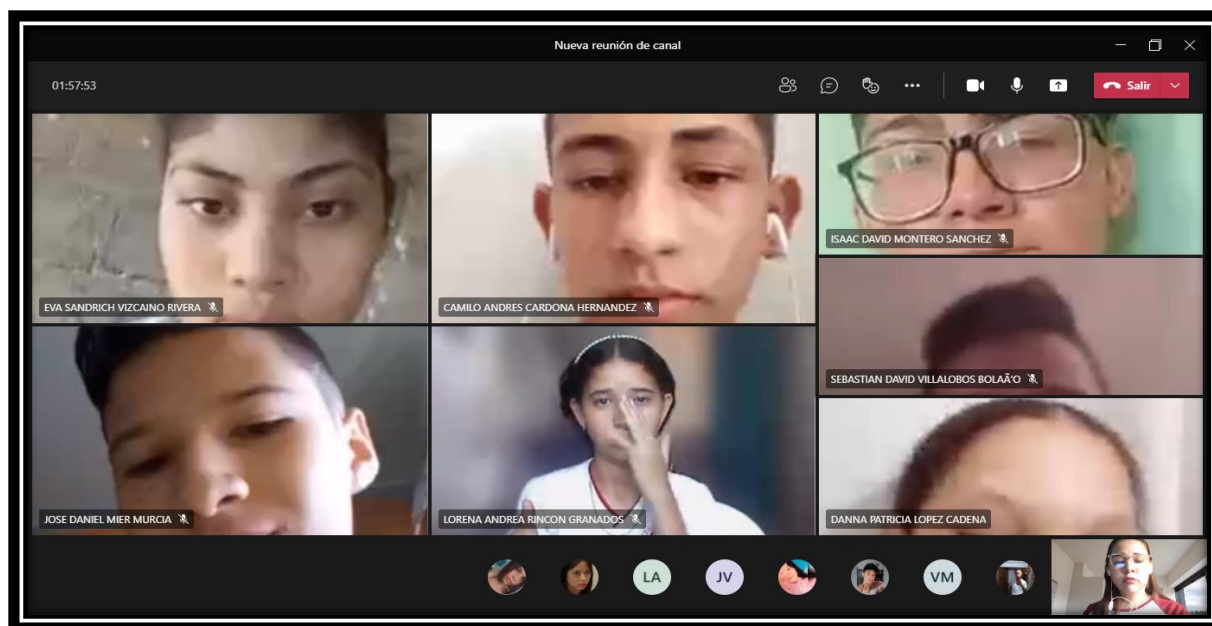 Nueva reunión de canal
01:57:53
Salir
EVA SANDRICH VIZCAINO RIVERA
CAMILO ANDRES CARDONA HERNANDEZ
ISAAC DAVID MONTERO SANCHEZ
SEBASTIAN DAVID VILLALOBOS BOLAÃ'O
JOSE DANIEL MIER MURCIA
LORENA ANDREA RINCON GRANADOS
DANNA PATRICIA LOPEZ CADENA
LA
JV
VM